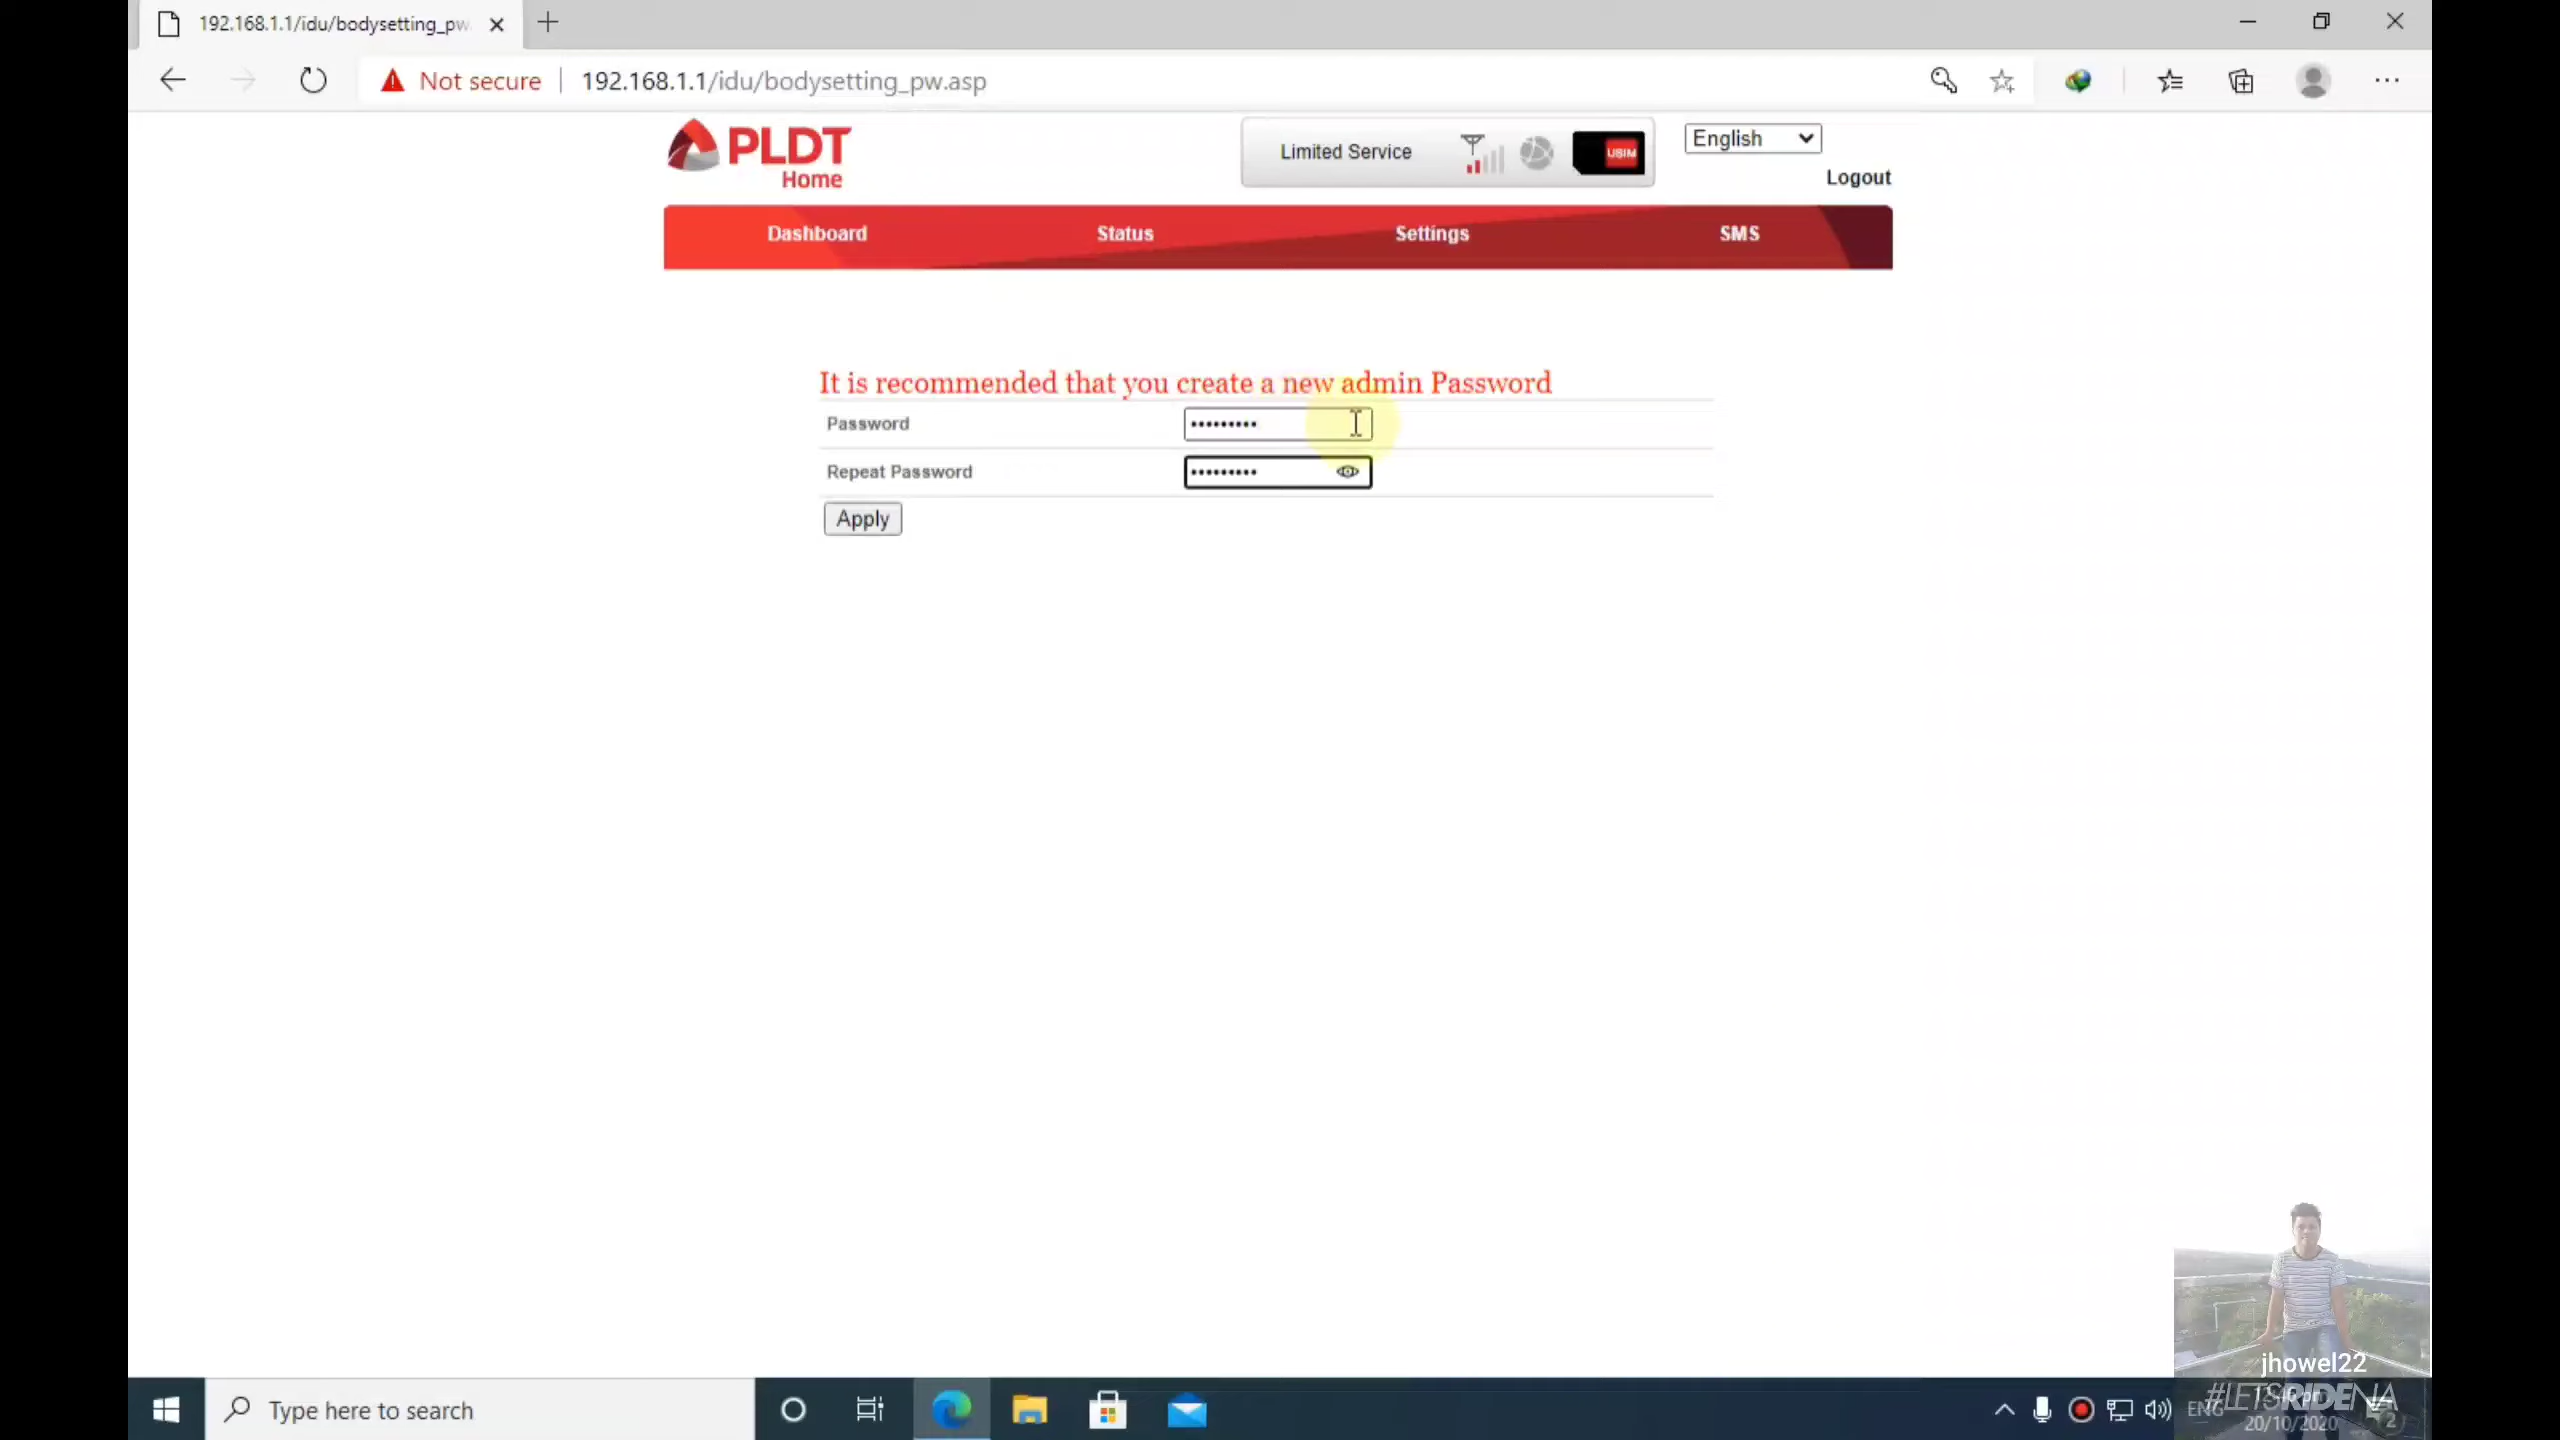 192.168.1.1/idu/bodysetting_pw.
Not secure 192.168.1.1/idu/bodysetting_pw.asp
PLDT
Home
Limited Service
USIM
English
Logout
Dashboard Status Settings SMS
It is recommended that you create a new admin Password
Password •••••••••
Repeat Password •••••••••
Apply
jhowel22
#LETSRIDENA
Type here to search
ENG
20/10/2020
2